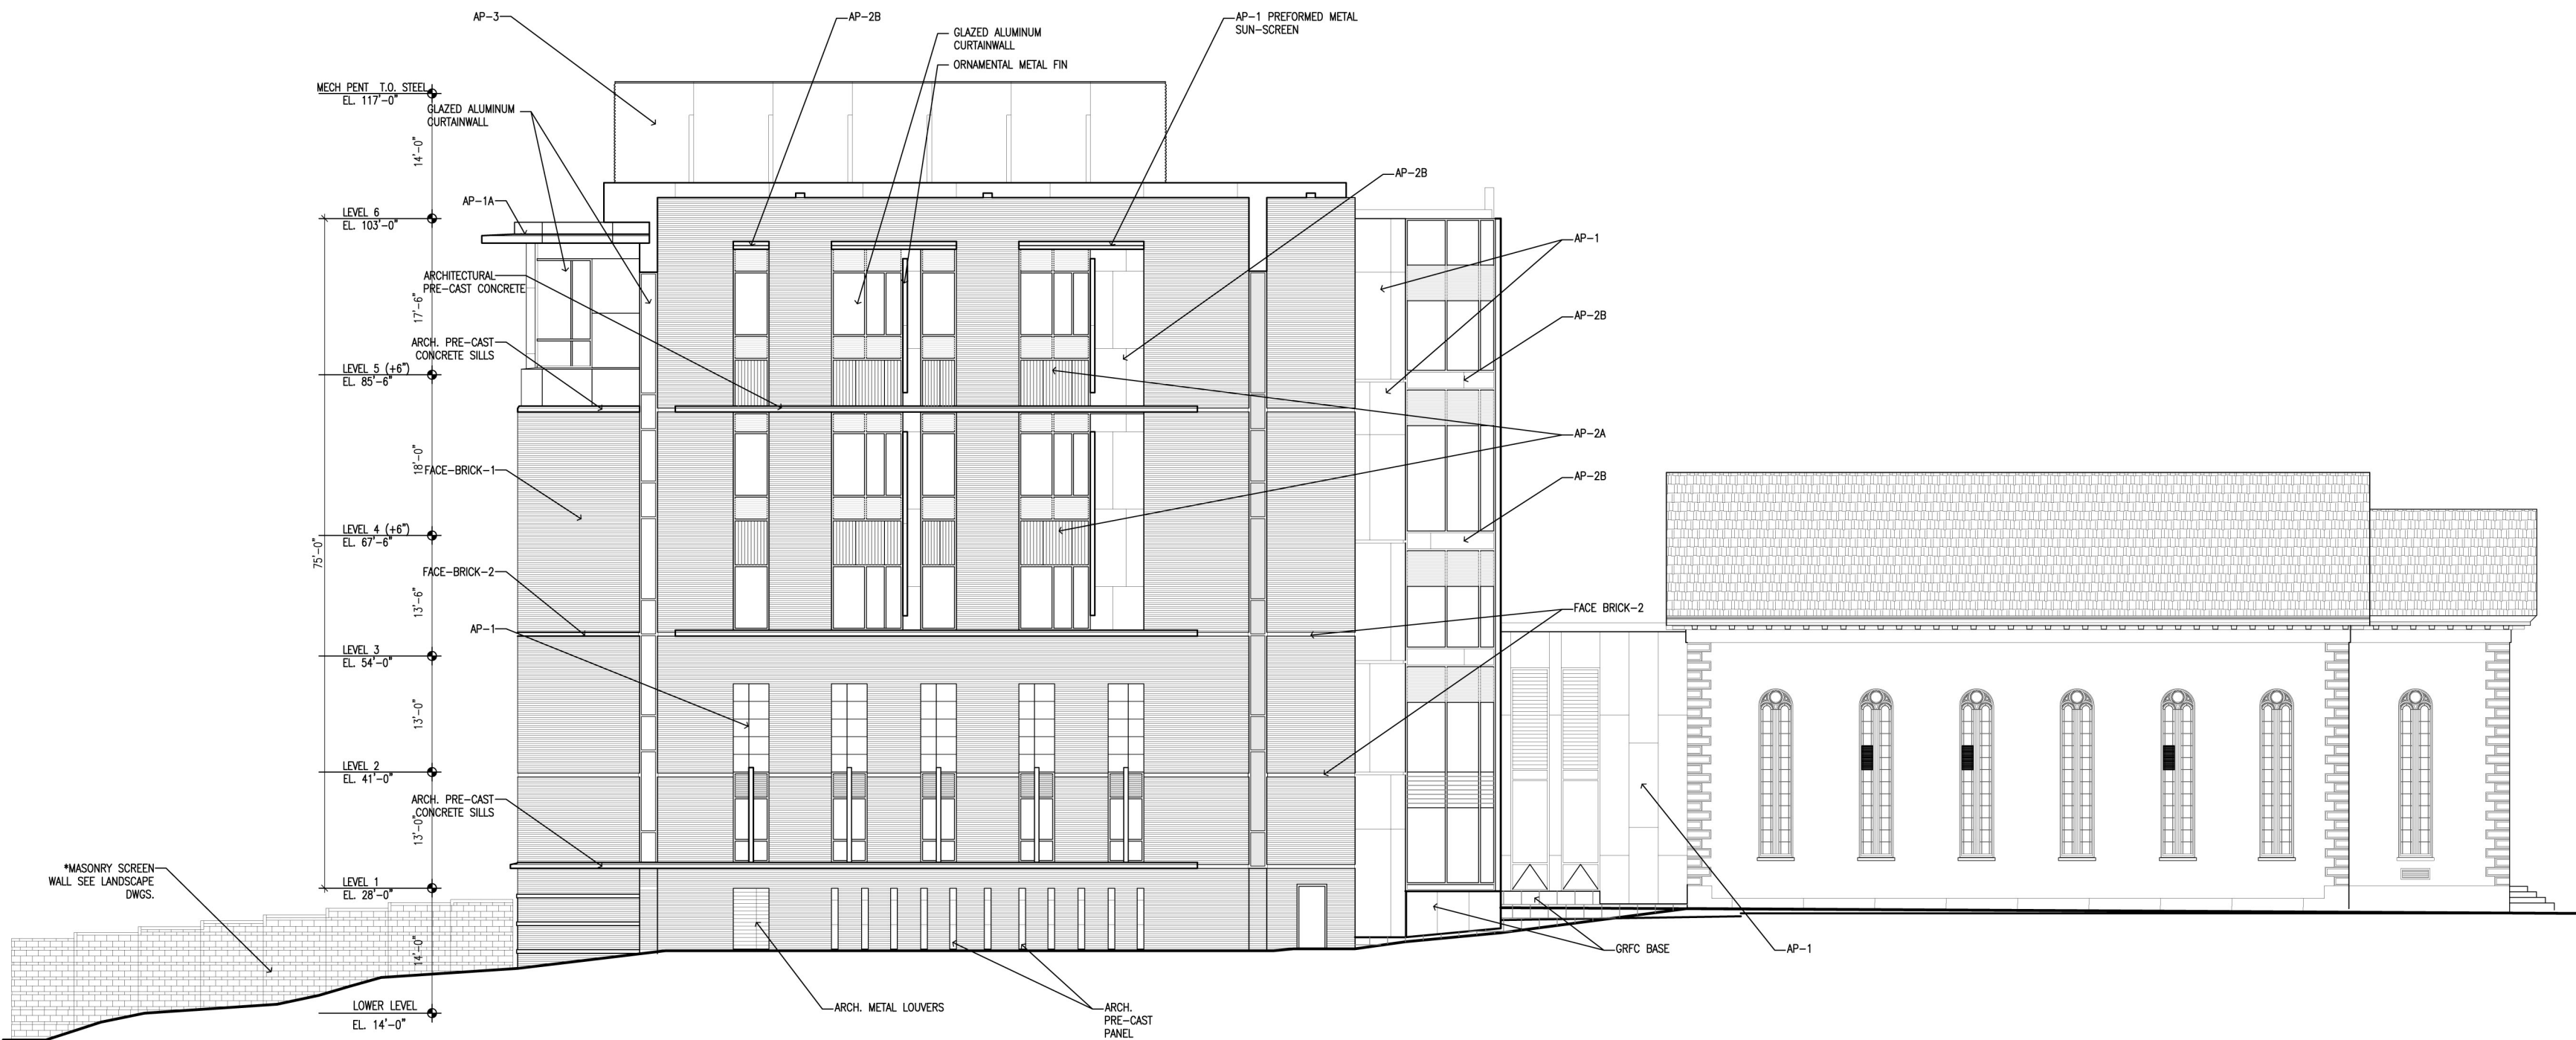 AP-3
AP-2B
GLAZED ALUMINUM
CURTAINWALL
ORNAMENTAL METAL FIN
AP-1 PREFORMED METAL
SUN-SCREEN
MECH PENT T.O. STEEL
EL. 117'-0"
GLAZED ALUMINUM
CURTAINWALL
14'-0"
AP-2B
AP-1A
LEVEL 6
EL. 103'-0"
AP-1
ARCHITECTURAL
PRE-CAST CONCRETE
17'-6"
AP-2B
ARCH. PRE-CAST
CONCRETE SILLS
LEVEL 5 (+6")
EL. 85'-6"
AP-2A
18'-0"
FACE-BRICK-1
AP-2B
LEVEL 4 (+6")
EL. 67'-6"
75'-0"
FACE-BRICK-2
13'-6"
FACE BRICK-2
AP-1
LEVEL 3
EL. 54'-0"
13'-0"
LEVEL 2
EL. 41'-0"
ARCH. PRE-CAST
CONCRETE SILLS
13'-0"
*MASONRY SCREEN
WALL SEE LANDSCAPE
DWGS.
LEVEL 1
EL. 28'-0"
14'-0"
GRFC BASE
AP-1
LOWER LEVEL
EL. 14'-0"
ARCH. METAL LOUVERS
ARCH.
PRE-CAST
PANEL